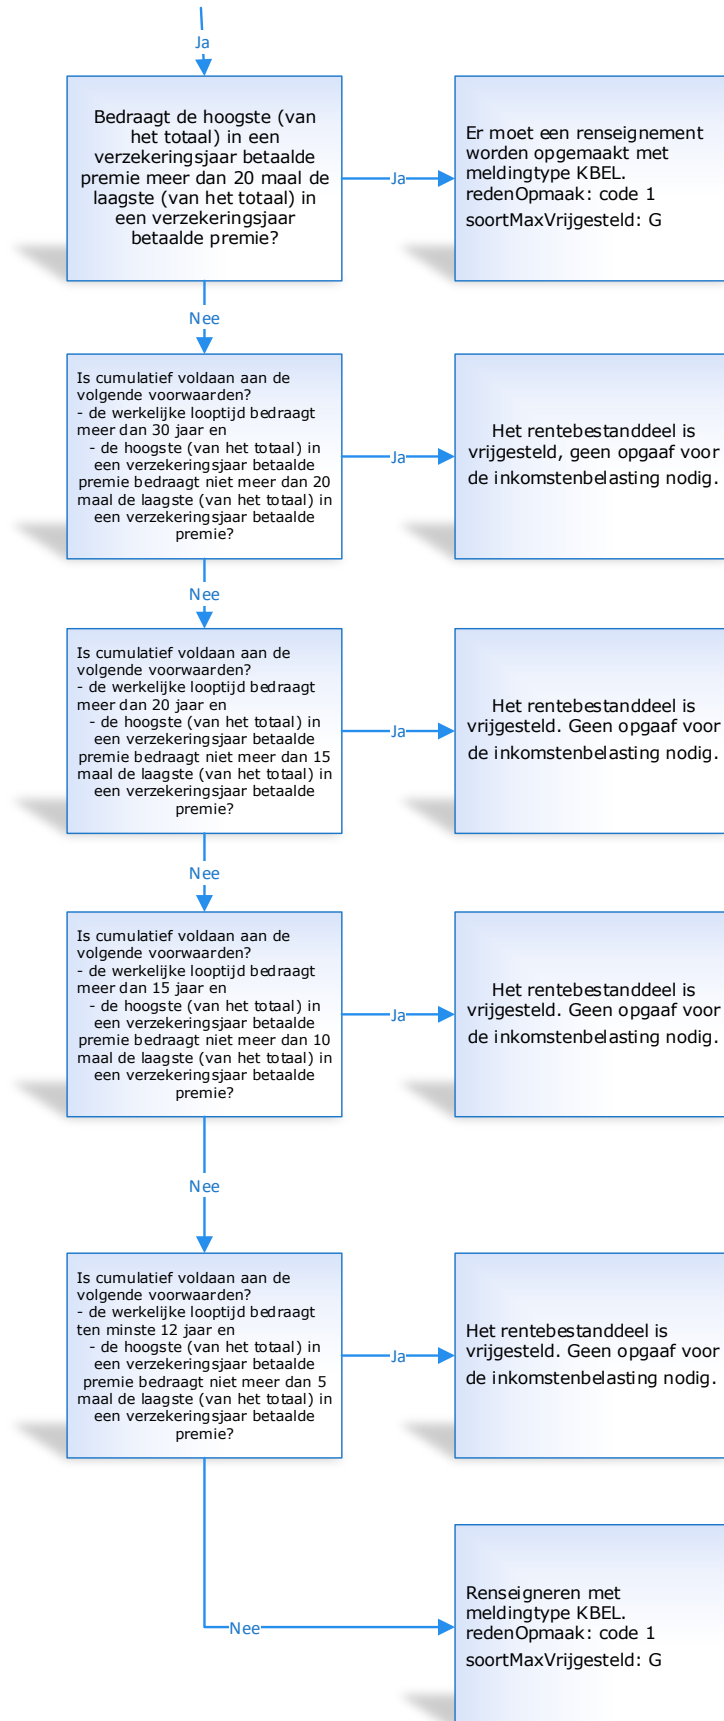 Ja
Bedraagt de hoogste (van
het totaal) in een
verzekeringsjaar betaalde
premie meer dan 20 maal de
laagste (van het totaal) in
een verzekeringsjaar
betaalde premie?
Ja
Er moet een renseignement
worden opgemaakt met
meldingtype KBEL.
redenOpmaak: code 1
soortMaxVrijgesteld: G
Nee
Is cumulatief voldaan aan de
volgende voorwaarden?
- de werkelijke looptijd bedraagt
meer dan 30 jaar en
- de hoogste (van het totaal) in
een verzekeringsjaar betaalde
premie bedraagt niet meer dan 20
maal de laagste (van het totaal) in
een verzekeringsjaar betaalde
premie?
Ja
Het rentebestanddeel is
vrijgesteld, geen opgaaf voor
de inkomstenbelasting nodig.
Nee
Is cumulatief voldaan aan de
volgende voorwaarden?
- de werkelijke looptijd bedraagt
meer dan 20 jaar en
- de hoogste (van het totaal) in
een verzekeringsjaar betaalde
premie bedraagt niet meer dan 15
maal de laagste (van het totaal) in
een verzekeringsjaar betaalde
premie?
Ja
Het rentebestanddeel is
vrijgesteld. Geen opgaaf voor
de inkomstenbelasting nodig.
Nee
Is cumulatief voldaan aan de
volgende voorwaarden?
- de werkelijke looptijd bedraagt
meer dan 15 jaar en
- de hoogste (van het totaal) in
een verzekeringsjaar betaalde
premie bedraagt niet meer dan 10
maal de laagste (van het totaal) in
een verzekeringsjaar betaalde
premie?
Ja
Het rentebestanddeel is
vrijgesteld. Geen opgaaf voor
de inkomstenbelasting nodig.
Nee
Is cumulatief voldaan aan de
volgende voorwaarden?
- de werkelijke looptijd bedraagt
ten minste 12 jaar en
- de hoogste (van het totaal) in
een verzekeringsjaar betaalde
premie bedraagt niet meer dan 5
maal de laagste (van het totaal) in
een verzekeringsjaar betaalde
premie?
Ja
Het rentebestanddeel is
vrijgesteld. Geen opgaaf voor
de inkomstenbelasting nodig.
Nee
Renseigneren met
meldingtype KBEL.
redenOpmaak: code 1
soortMaxVrijgesteld: G